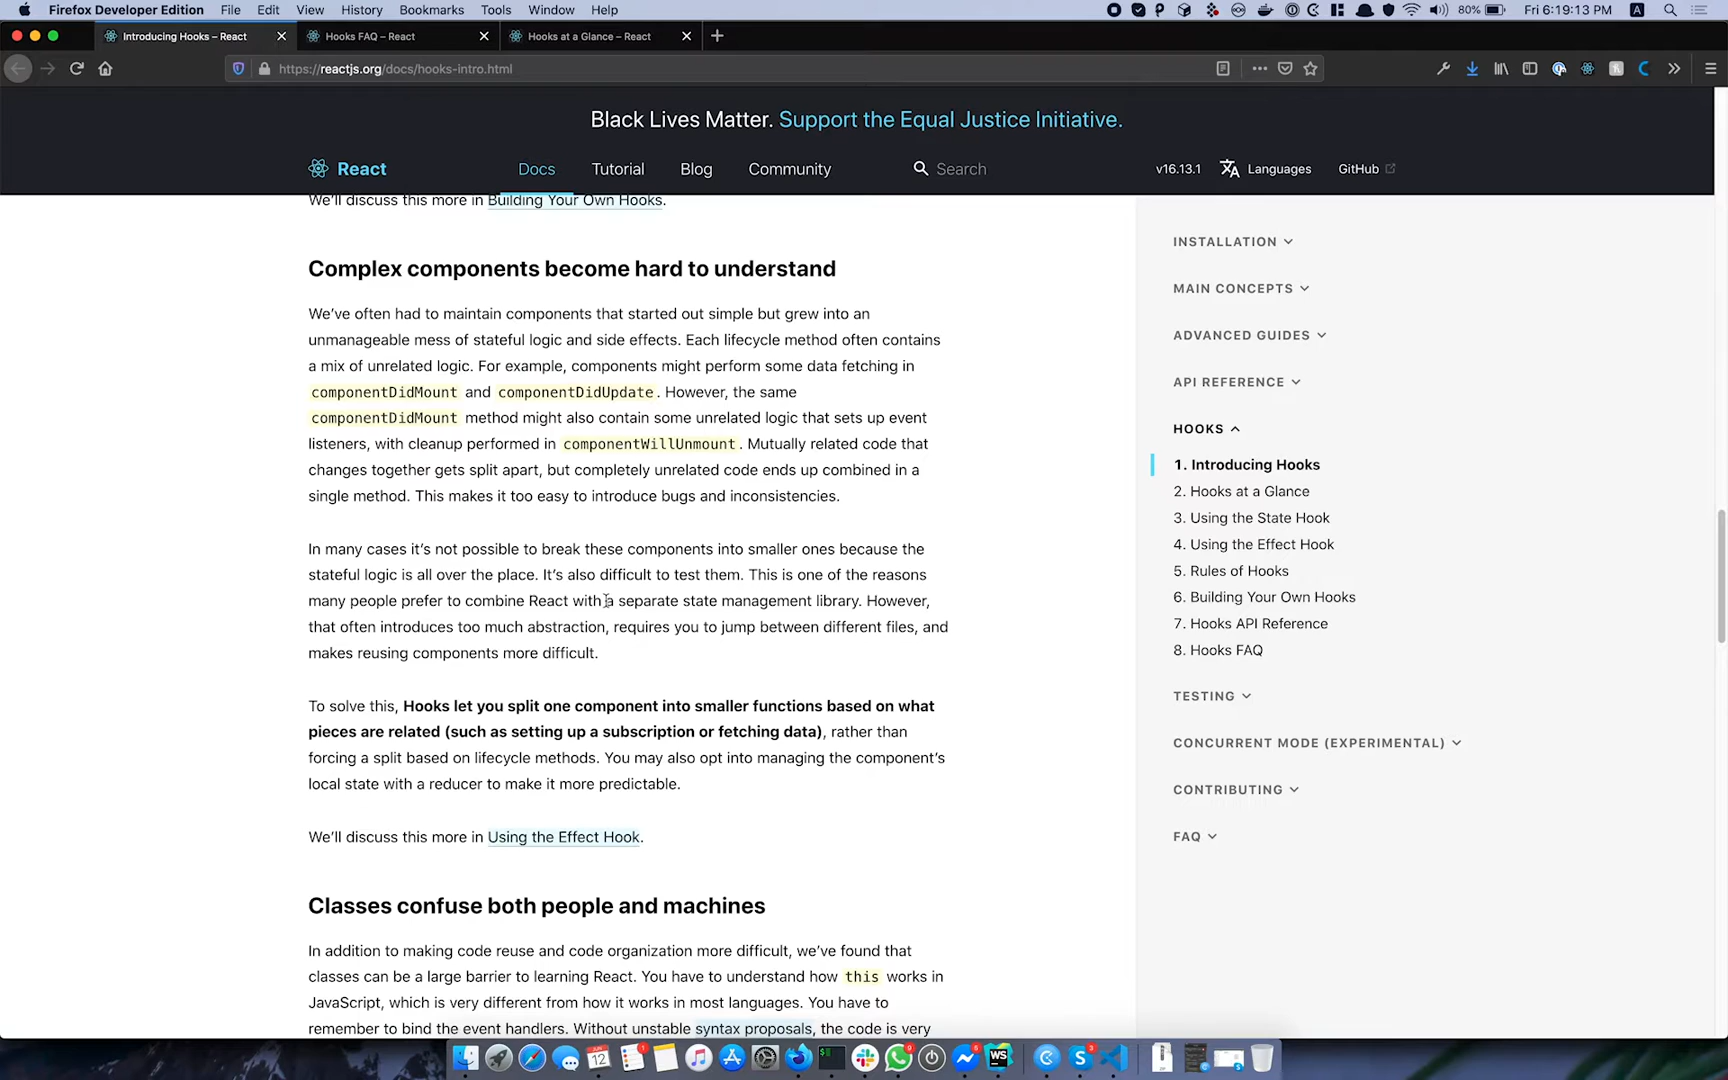 Firefox Developer Edition File Edit View History Bookmarks Tools Window Help 80% Fri 6:19:13 PM A
Introducing Hooks – React Hooks FAQ – React Hooks at a Glance – React
https://reactjs.org/docs/hooks-intro.html
Black Lives Matter. Support the Equal Justice Initiative.
React Docs Tutorial Blog Community Search v16.13.1 Languages GitHub
We’ll discuss this more in Building Your Own Hooks.
Complex components become hard to understand
We’ve often had to maintain components that started out simple but grew into an
unmanageable mess of stateful logic and side effects. Each lifecycle method often contains
a mix of unrelated logic. For example, components might perform some data fetching in
componentDidMount and componentDidUpdate. However, the same
componentDidMount method might also contain some unrelated logic that sets up event
listeners, with cleanup performed in componentWillUnmount. Mutually related code that
changes together gets split apart, but completely unrelated code ends up combined in a
single method. This makes it too easy to introduce bugs and inconsistencies.
In many cases it’s not possible to break these components into smaller ones because the
stateful logic is all over the place. It’s also difficult to test them. This is one of the reasons
many people prefer to combine React with a separate state management library. However,
that often introduces too much abstraction, requires you to jump between different files, and
makes reusing components more difficult.
To solve this, Hooks let you split one component into smaller functions based on what
pieces are related (such as setting up a subscription or fetching data), rather than
forcing a split based on lifecycle methods. You may also opt into managing the component’s
local state with a reducer to make it more predictable.
We’ll discuss this more in Using the Effect Hook.
Classes confuse both people and machines
In addition to making code reuse and code organization more difficult, we’ve found that
classes can be a large barrier to learning React. You have to understand how this works in
JavaScript, which is very different from how it works in most languages. You have to
remember to bind the event handlers. Without unstable syntax proposals, the code is very
INSTALLATION
MAIN CONCEPTS
ADVANCED GUIDES
API REFERENCE
HOOKS
1. Introducing Hooks
2. Hooks at a Glance
3. Using the State Hook
4. Using the Effect Hook
5. Rules of Hooks
6. Building Your Own Hooks
7. Hooks API Reference
8. Hooks FAQ
TESTING
CONCURRENT MODE (EXPERIMENTAL)
CONTRIBUTING
FAQ
12
WS